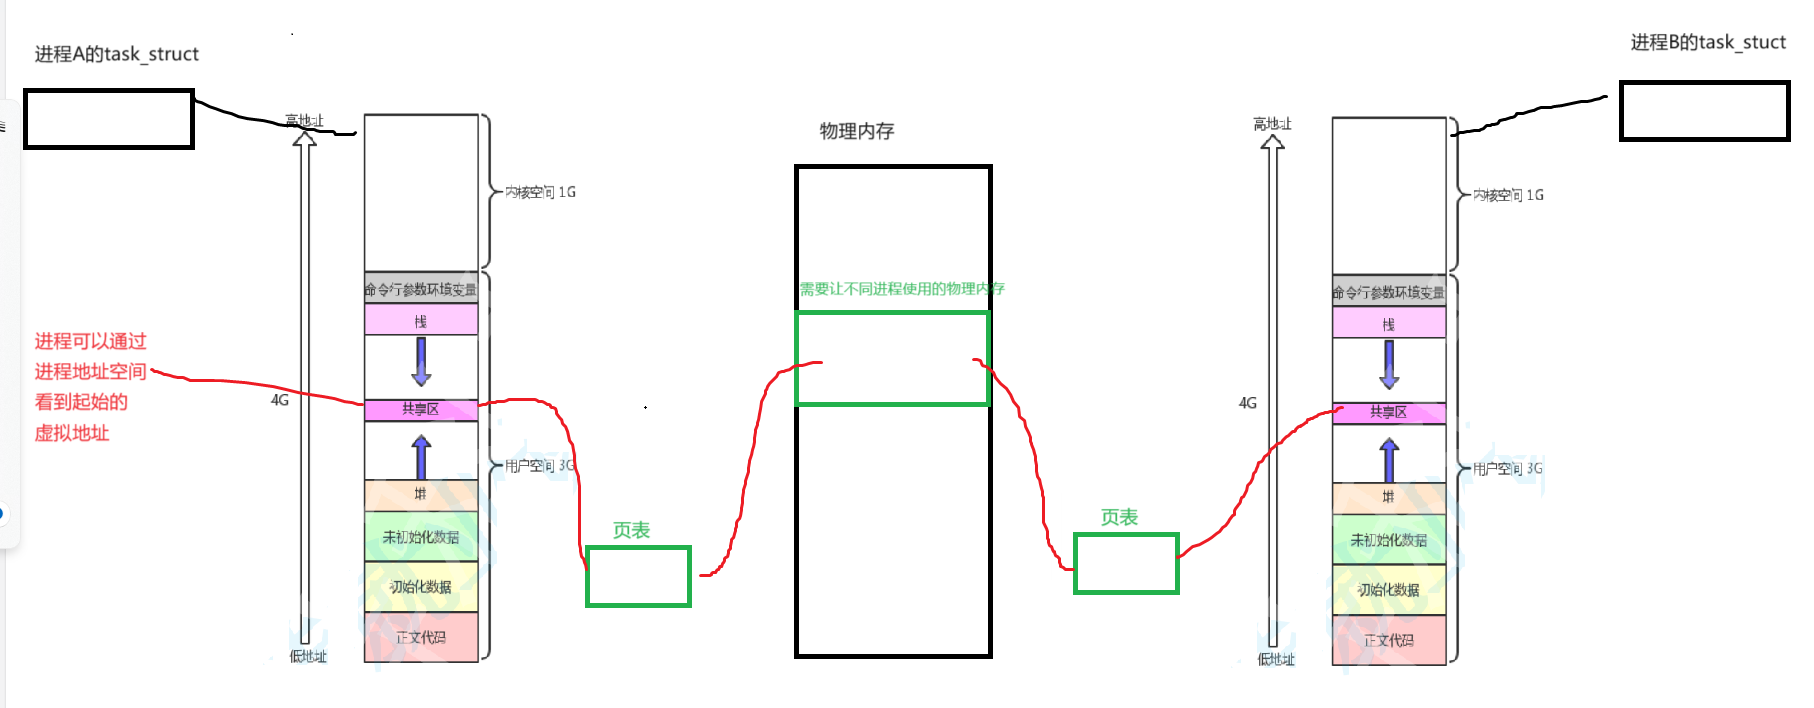 进程A的task_struct
进程B的task_stuct
高地址
内核空间 1G
命令行参数环境变量
栈
共享区
4G
用户空间 3G
堆
未初始化数据
初始化数据
正文代码
低地址
进程可以通过
进程地址空间
看到起始的
虚拟地址
页表
物理内存
需要让不同进程使用的物理内存
页表
高地址
内核空间 1G
命令行参数环境变量
栈
共享区
4G
用户空间 3G
堆
未初始化数据
初始化数据
正文代码
低地址